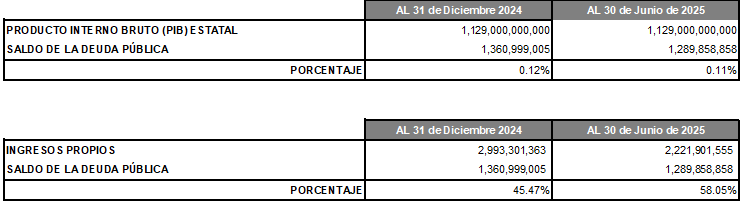 AL 31 de Diciembre 2024 AL 30 de Junio de 2025
PRODUCTO INTERNO BRUTO (PIB) ESTATAL 1,129,000,000,000 1,129,000,000,000
SALDO DE LA DEUDA PÚBLICA 1,360,999,005 1,289,858,858
PORCENTAJE 0.12% 0.11%
AL 31 de Diciembre 2024 AL 30 de Junio de 2025
INGRESOS PROPIOS 2,993,301,363 2,221,901,555
SALDO DE LA DEUDA PÚBLICA 1,360,999,005 1,289,858,858
PORCENTAJE 45.47% 58.05%